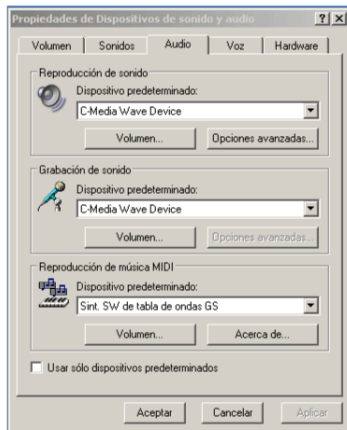 Propiedades de Dispositivos de sonido y audio
Volumen Sonidos Audio Voz Hardware
Reproducción de sonido
Dispositivo predeterminado:
C-Media Wave Device
Volumen... Opciones avanzadas...
Grabación de sonido
Dispositivo predeterminado:
C-Media Wave Device
Volumen... Opciones avanzadas...
Reproducción de música MIDI
Dispositivo predeterminado:
Sint. SW de tabla de ondas GS
Volumen... Acerca de...
Usar sólo dispositivos predeterminados
Aceptar Cancelar Aplicar